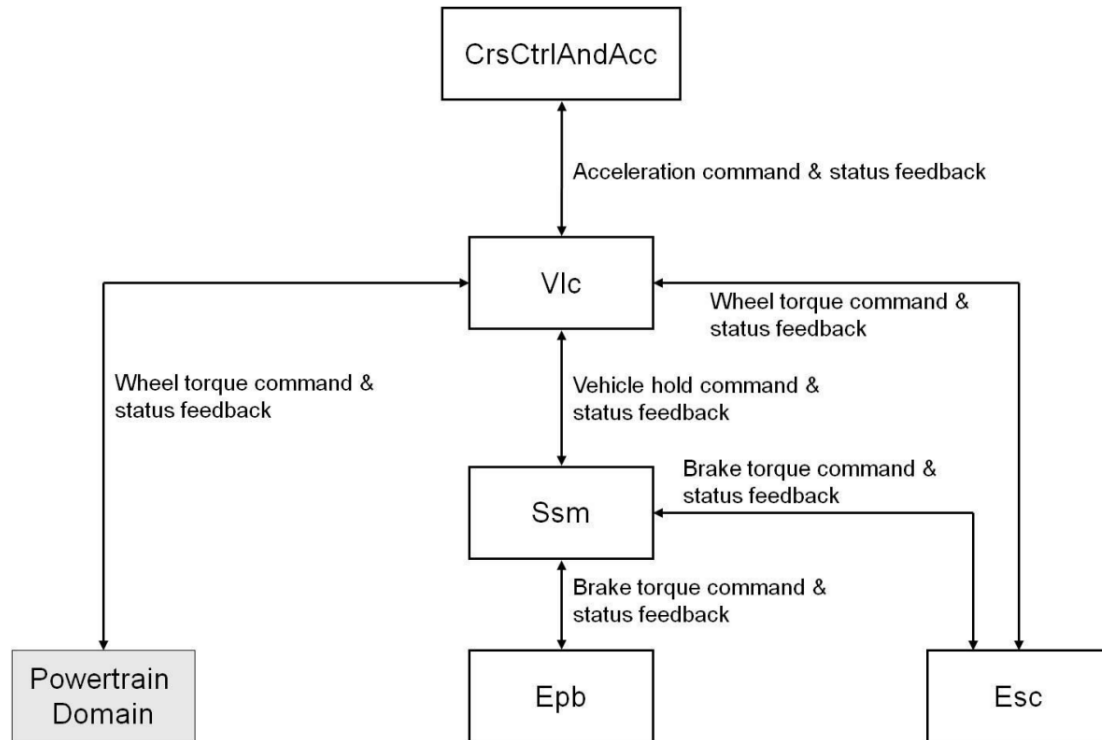 CrsCtrlAndAcc
Acceleration command & status feedback
Vlc
Wheel torque command &
status feedback
Wheel torque command &
status feedback
Vehicle hold command &
status feedback
Brake torque command &
status feedback
Ssm
Brake torque command &
status feedback
Powertrain
Domain
Epb
Esc